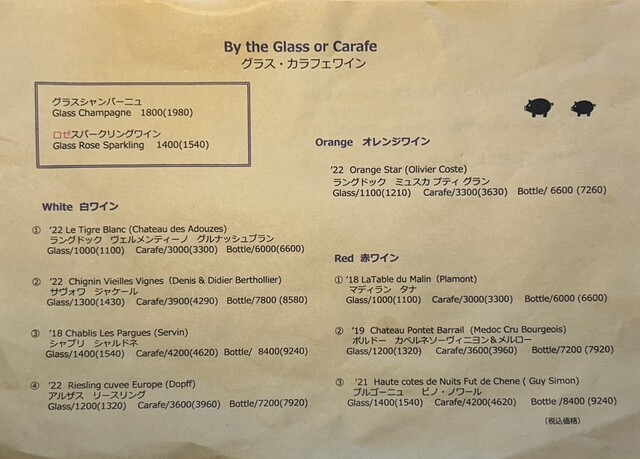 By the Glass or Carafe
グラス・カラフェワイン
グラスシャンパーニュ
Glass Champagne 1800(1980)
ロゼスパークリングワイン
Glass Rose Sparkling 1400(1540)
White 白ワイン
① ’22 Le Tigre Blanc (Chateau des Adouzes)
ラングドック ヴェルメンティーノ グルナッシュブラン
Glass/1000(1100) Carafe/3000(3300) Bottle/6000(6600)
② ’22 Chignin Vieilles Vignes (Denis & Didier Berthollier)
サヴォワ ジャケール
Glass/1300(1430) Carafe/3900(4290) Bottle/7800 (8580)
③ ’18 Chablis Les Pargues (Servin)
シャブリ シャルドネ
Glass/1400(1540) Carafe/4200(4620) Bottle/ 8400(9240)
④ ’22 Riesling cuvee Europe (Dopff)
アルザス リースリング
Glass/1200(1320) Carafe/3600(3960) Bottle/7200(7920)
Orange オレンジワイン
’22 Orange Star (Olivier Coste)
ラングドック ミュスカ プティ グラン
Glass/1100(1210) Carafe/3300(3630) Bottle/ 6600 (7260)
Red 赤ワイン
① ’18 LaTable du Malin (Plamont)
マディラン タナ
Glass/1000(1100) Carafe/3000(3300) Bottle/6000 (6600)
② ’19 Chateau Pontet Barrail (Medoc Cru Bourgeois)
ボルドー カベルネソーヴィニヨン&メルロー
Glass/1200(1320) Carafe/3600(3960) Bottle/7200 (7920)
③ ’21 Haute cotes de Nuits Fut de Chene ( Guy Simon)
ブルゴーニュ ピノ・ノワール
Glass/1400(1540) Carafe/4200(4620) Bottle /8400 (9240)
(税込価格)